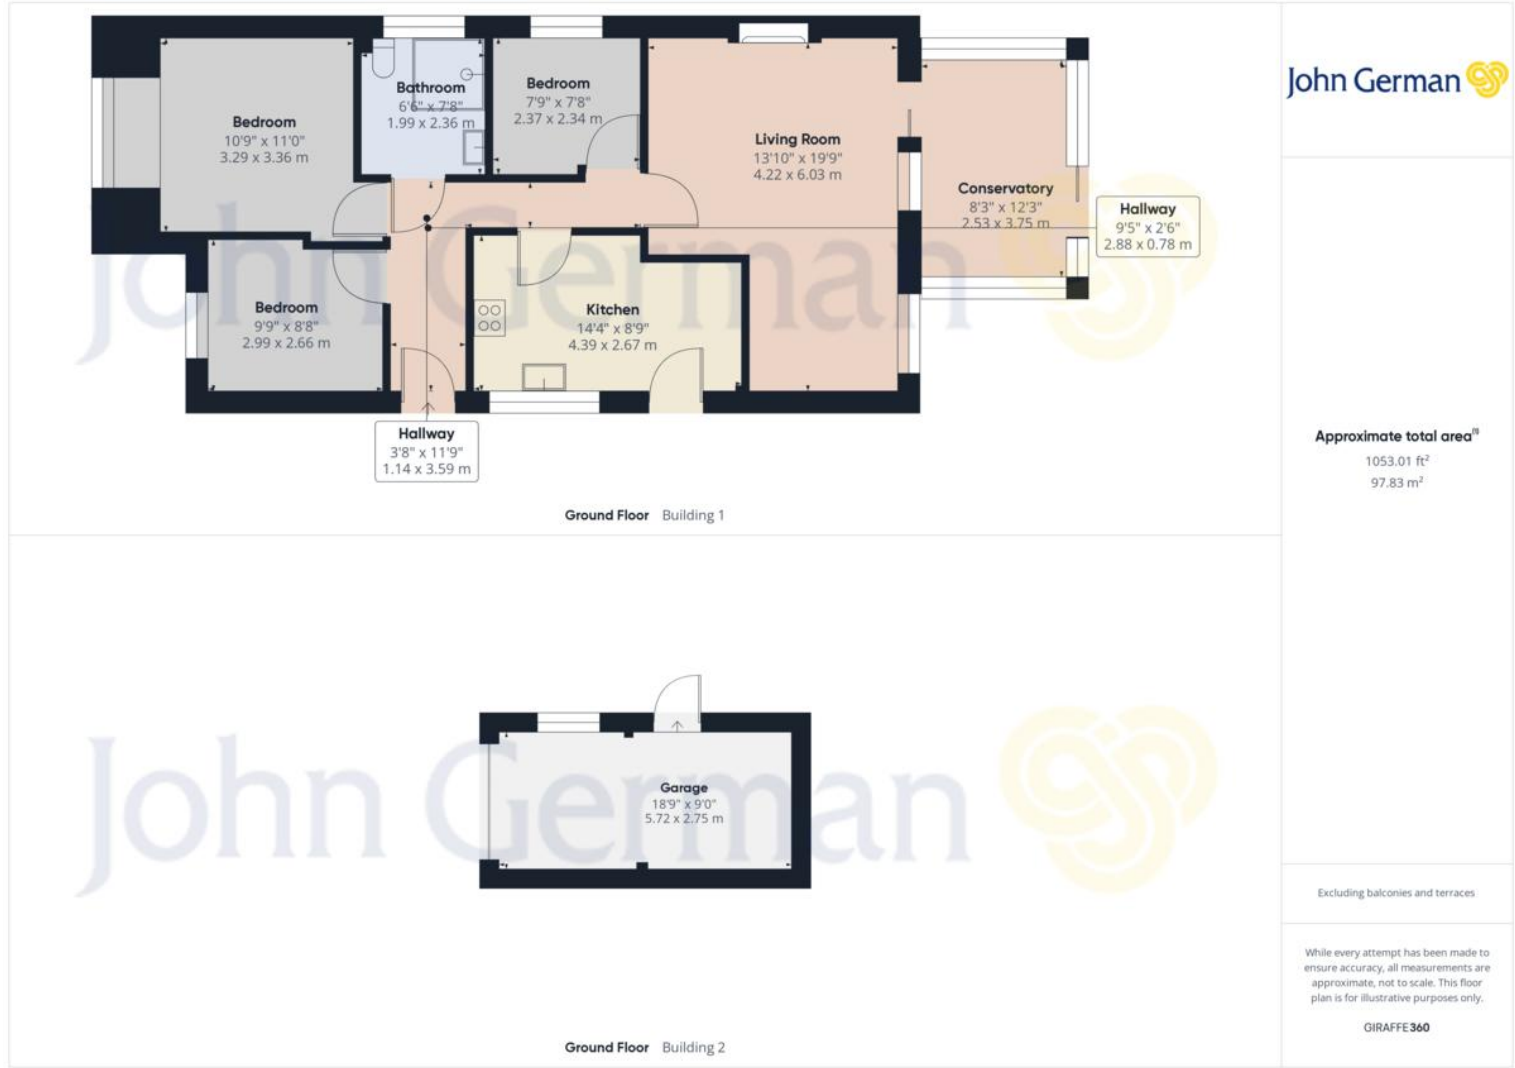 Bedroom
10'9" x 11'0"
3.29 x 3.36 m
Bathroom
6'6" x 7'8"
1.99 x 2.36 m
Bedroom
7'9" x 7'8"
2.37 x 2.34 m
Living Room
13'10" x 19'9"
4.22 x 6.03 m
Conservatory
8'3" x 12'3"
2.53 x 3.75 m
Hallway
9'5" x 2'6"
2.88 x 0.78 m
Bedroom
9'9" x 8'8"
2.99 x 2.66 m
Kitchen
14'4" x 8'9"
4.39 x 2.67 m
Hallway
3'8" x 11'9"
1.14 x 3.59 m
John German
Ground Floor Building 1
Garage
18'9" x 9'0"
5.72 x 2.75 m
John German
Ground Floor Building 2
John German
Approximate total area⁽¹⁾
1053.01 ft²
97.83 m²
Excluding balconies and terraces
While every attempt has been made to
ensure accuracy, all measurements are
approximate, not to scale. This floor
plan is for illustrative purposes only.
GIRAFFE360